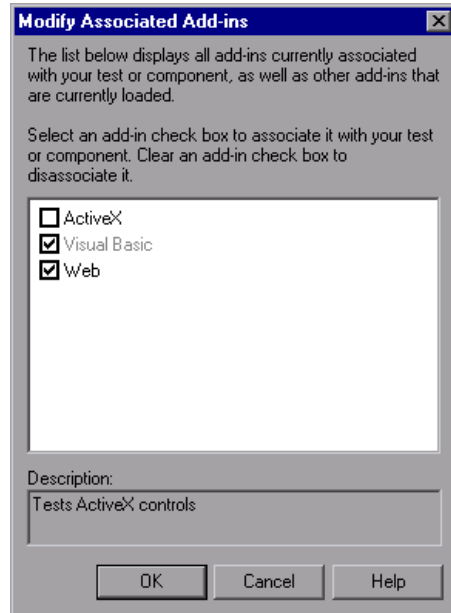 Modify Associated Add-ins
The list below displays all add-ins currently associated
with your test or component, as well as other add-ins that
are currently loaded.
Select an add-in check box to associate it with your test
or component. Clear an add-in check box to
disassociate it.
ActiveX
Visual Basic
Web
Description:
Tests ActiveX controls
OK
Cancel
Help